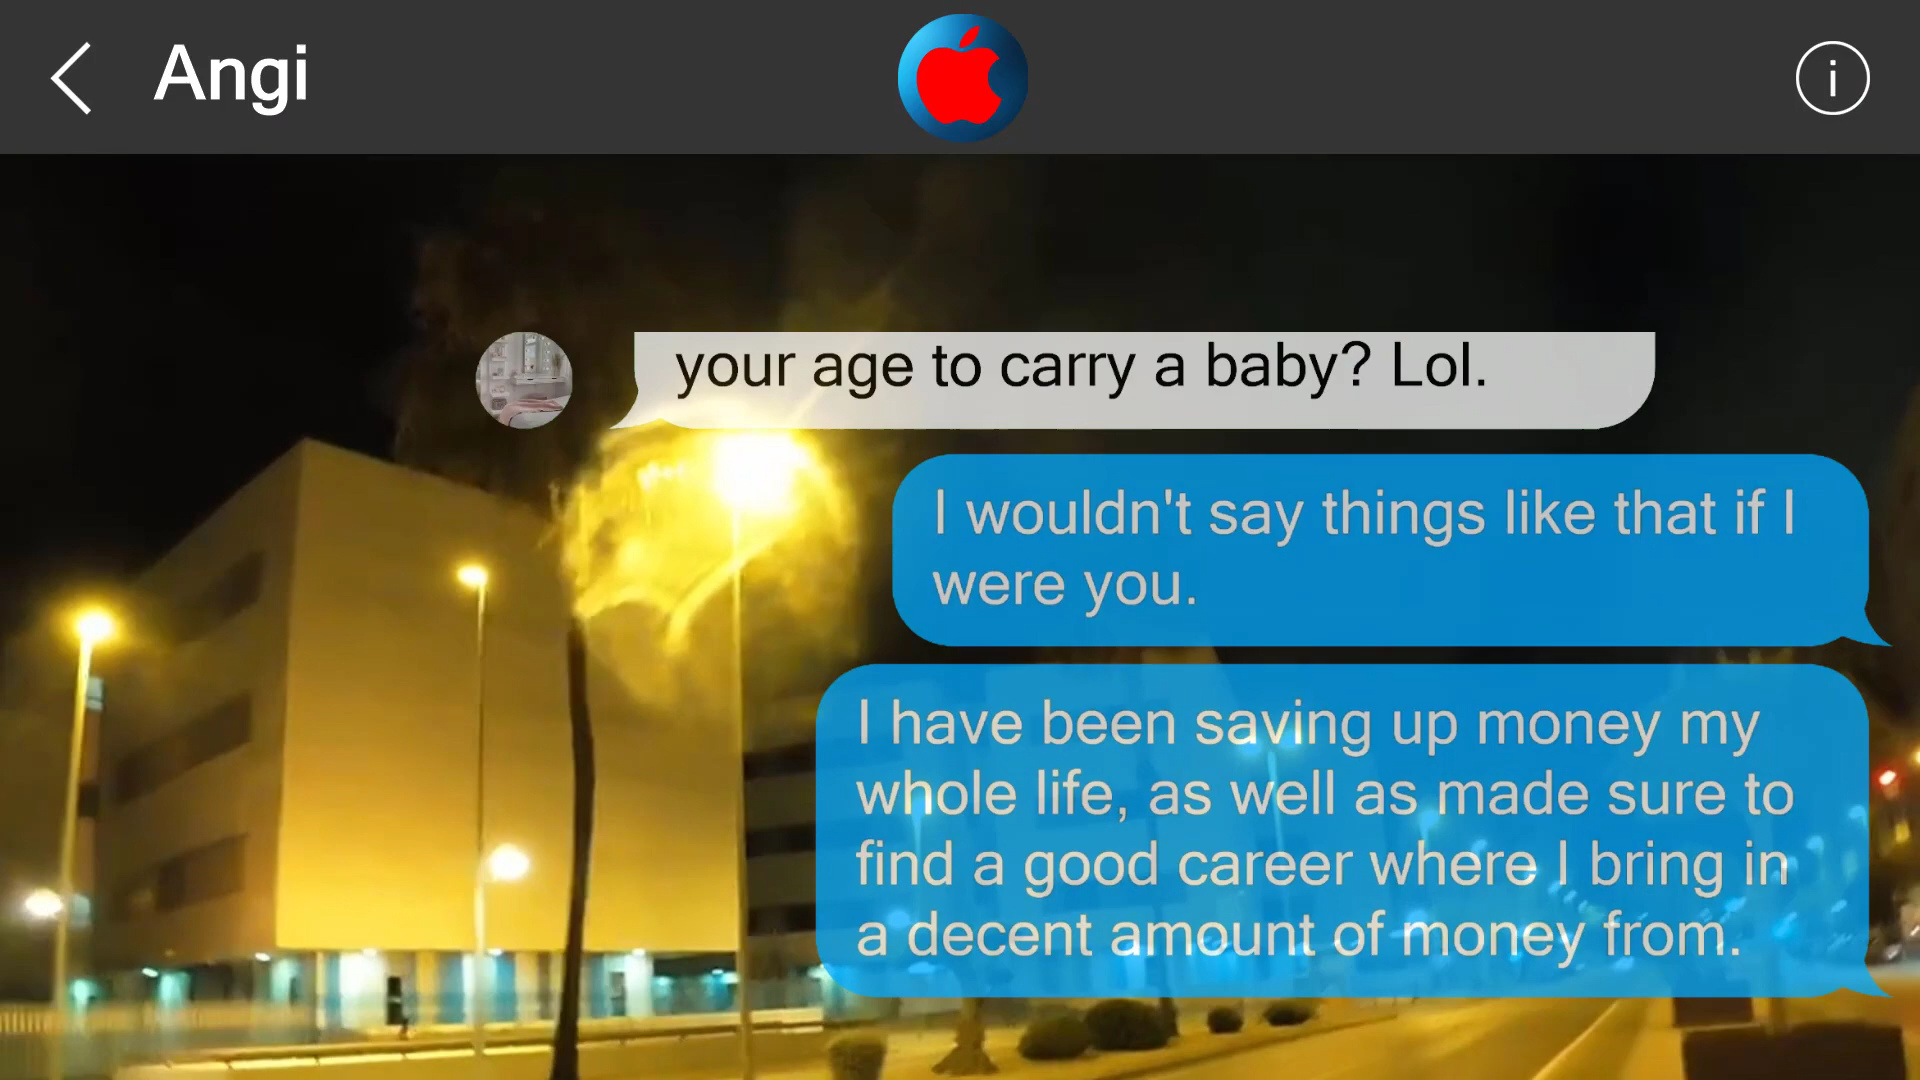 Angi
i
your age to carry a baby? Lol.
I wouldn't say things like that if I
were you.
I have been saving up money my
whole life, as well as made sure to
find a good career where I bring in
a decent amount of money from.